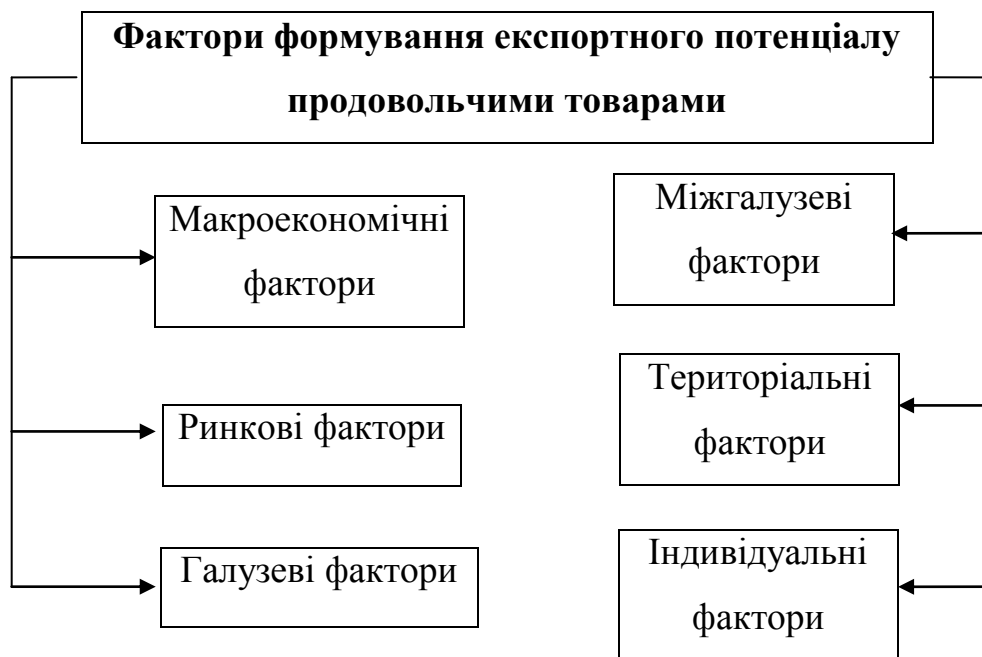 Фактори формування експортного потенціалу
продовольчими товарами
Макроекономічні
фактори
Міжгалузеві
фактори
Ринкові фактори
Територіальні
фактори
Галузеві фактори
Індивідуальні
фактори